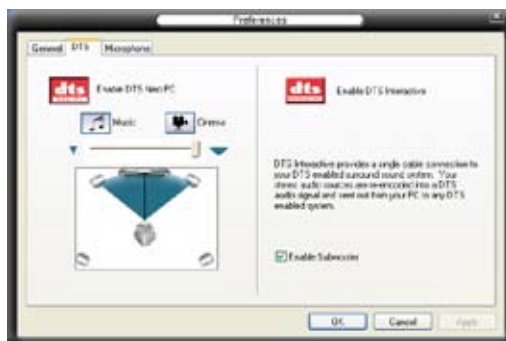 Preferences
General
DTS
Microphone
dts
Enable DTS Neo:PC
Music
Cinema
dts
Enable DTS Interactive
DTS Interactive provides a single cable connection to
your DTS enabled surround sound system. Your
stereo audio sources are re-encoded into a DTS
audio signal and sent out from your PC to any DTS
enabled system.
Enable Subwoofer
OK
Cancel
Apply